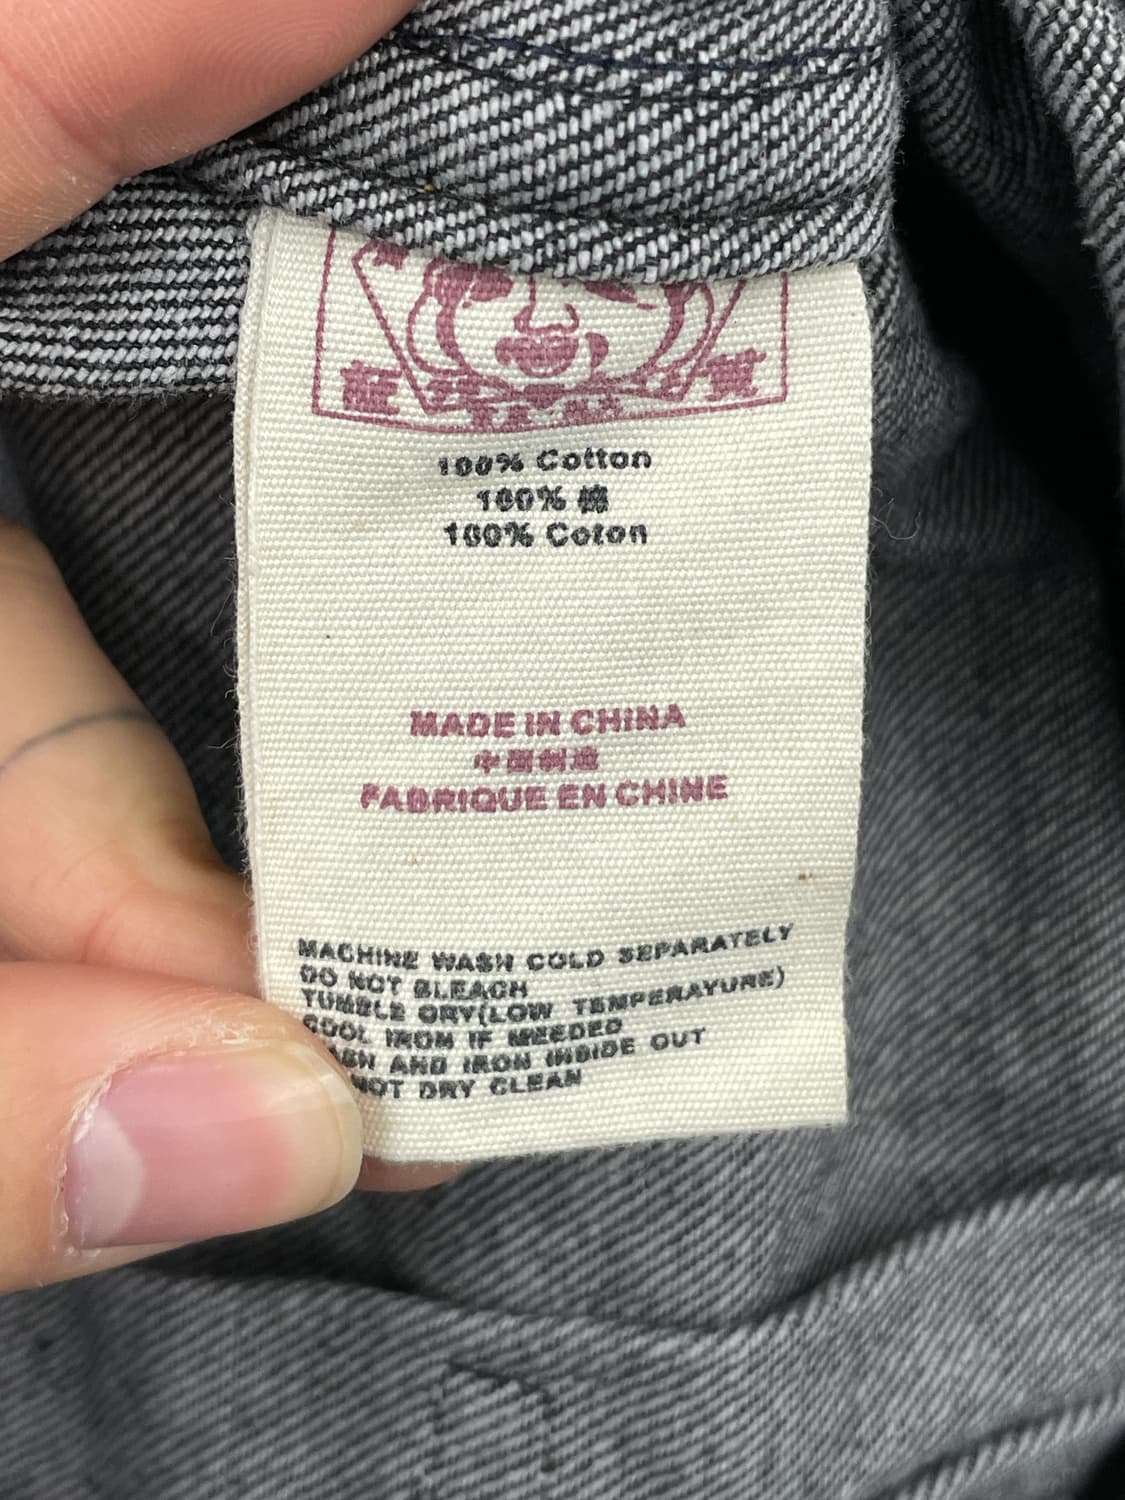 100% Cotton
100% 棉
100% Coton
MADE IN CHINA
中国制造
FABRIQUE EN CHINE
MACHINE WASH COLD SEPARATELY
DO NOT BLEACH
TUMBLE DRY(LOW TEMPERAYURE)
COOL IRON IF NEEDED
ASH AND IRON INSIDE OUT
NOT DRY CLEAN